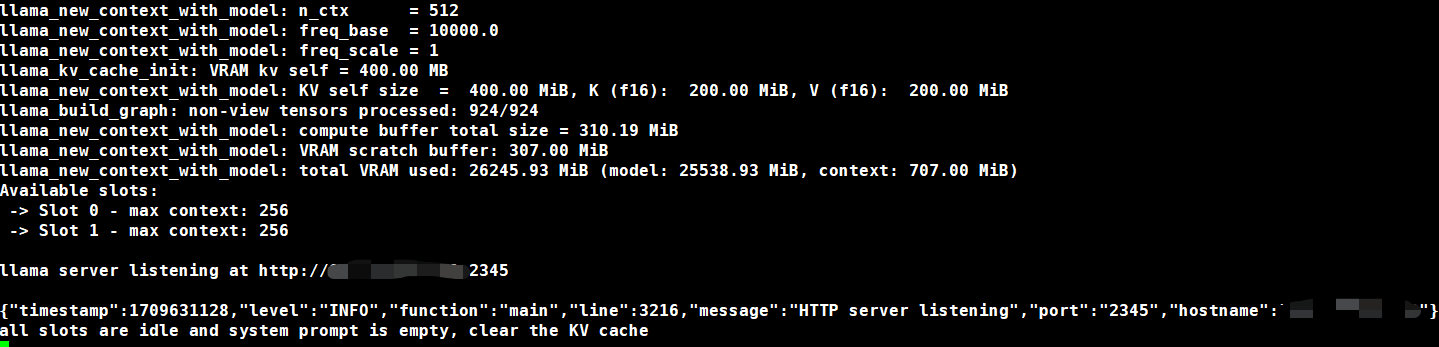 llama_new_context_with_model: n_ctx      = 512
llama_new_context_with_model: freq_base  = 10000.0
llama_new_context_with_model: freq_scale = 1
llama_kv_cache_init: VRAM kv self = 400.00 MB
llama_new_context_with_model: KV self size  =  400.00 MiB, K (f16):  200.00 MiB, V (f16):  200.00 MiB
llama_build_graph: non-view tensors processed: 924/924
llama_new_context_with_model: compute buffer total size = 310.19 MiB
llama_new_context_with_model: VRAM scratch buffer: 307.00 MiB
llama_new_context_with_model: total VRAM used: 26245.93 MiB (model: 25538.93 MiB, context: 707.00 MiB)
Available slots:
 -> Slot 0 - max context: 256
 -> Slot 1 - max context: 256
llama server listening at http:// 2345
{"timestamp":1709631128,"level":"INFO","function":"main","line":3216,"message":"HTTP server listening","port":"2345","hostname": "}
all slots are idle and system prompt is empty, clear the KV cache